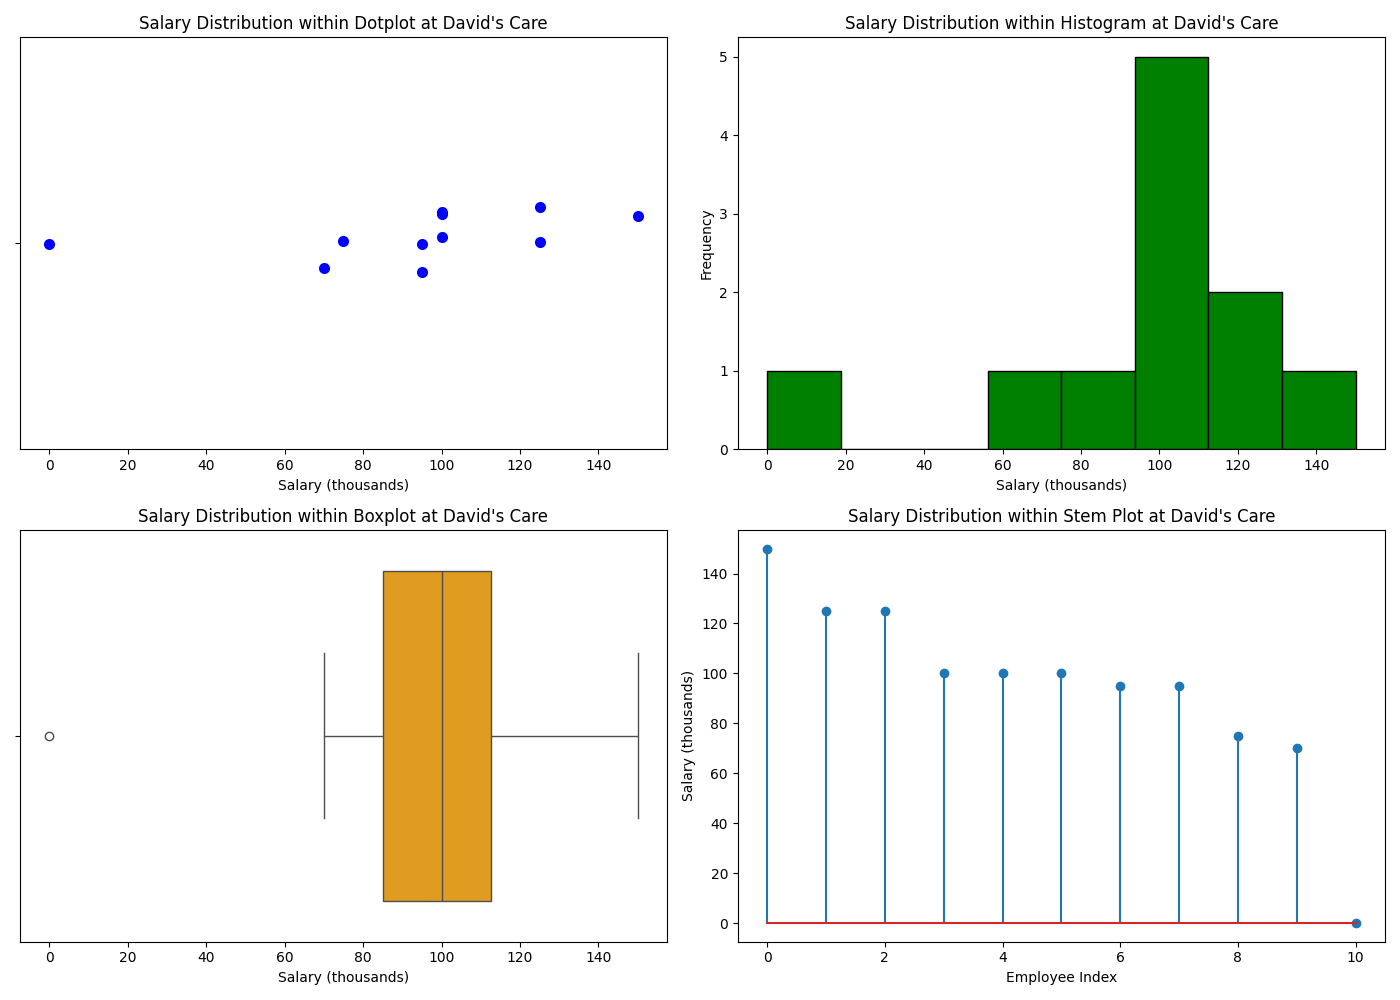 Salary Distribution within Dotplot at David's Care
0 20 40 60 80 100 120 140
Salary (thousands)
Salary Distribution within Histogram at David's Care
5
4
3
2
1
0
Frequency
0 20 40 60 80 100 120 140
Salary (thousands)
Salary Distribution within Boxplot at David's Care
0 20 40 60 80 100 120 140
Salary (thousands)
Salary Distribution within Stem Plot at David's Care
140
120
100
80
60
40
20
0
Salary (thousands)
0 2 4 6 8 10
Employee Index